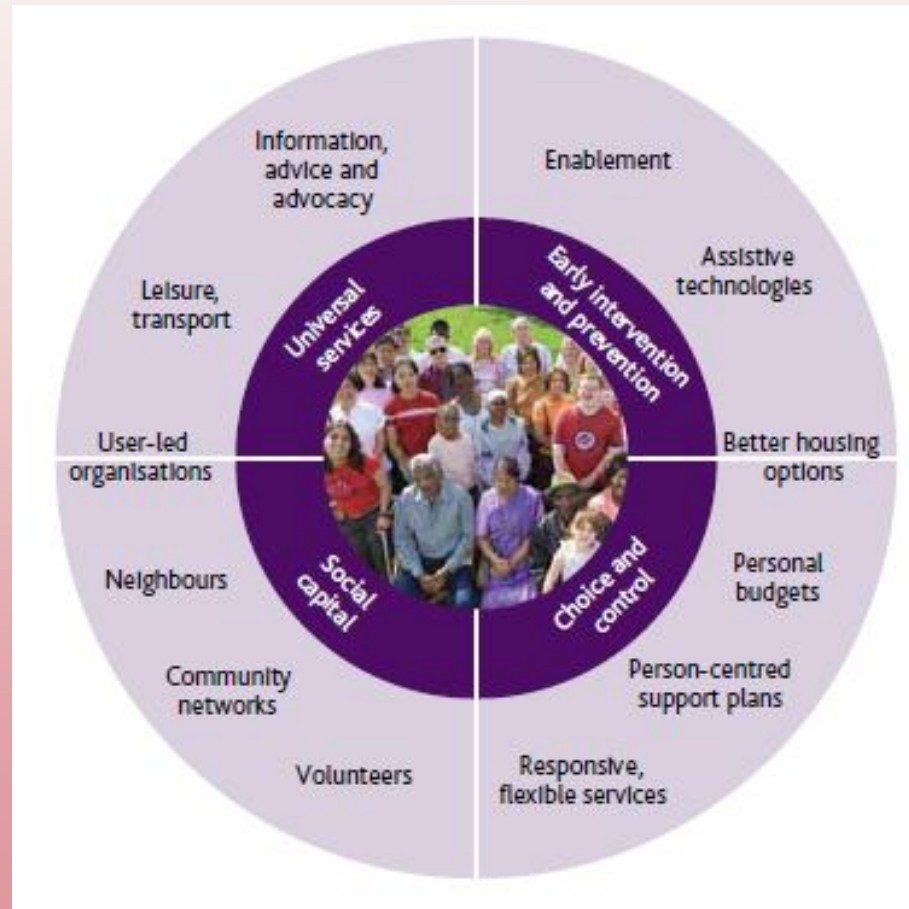 Information,
advice and
advocacy
Leisure,
transport
User-led
organisations
Universal
services
Enablement
Assistive
technologies
Better housing
options
Early intervention
and prevention
Neighbours
Community
networks
Volunteers
Social
capital
Personal
budgets
Person-centred
support plans
Responsive,
flexible services
Choice and
control